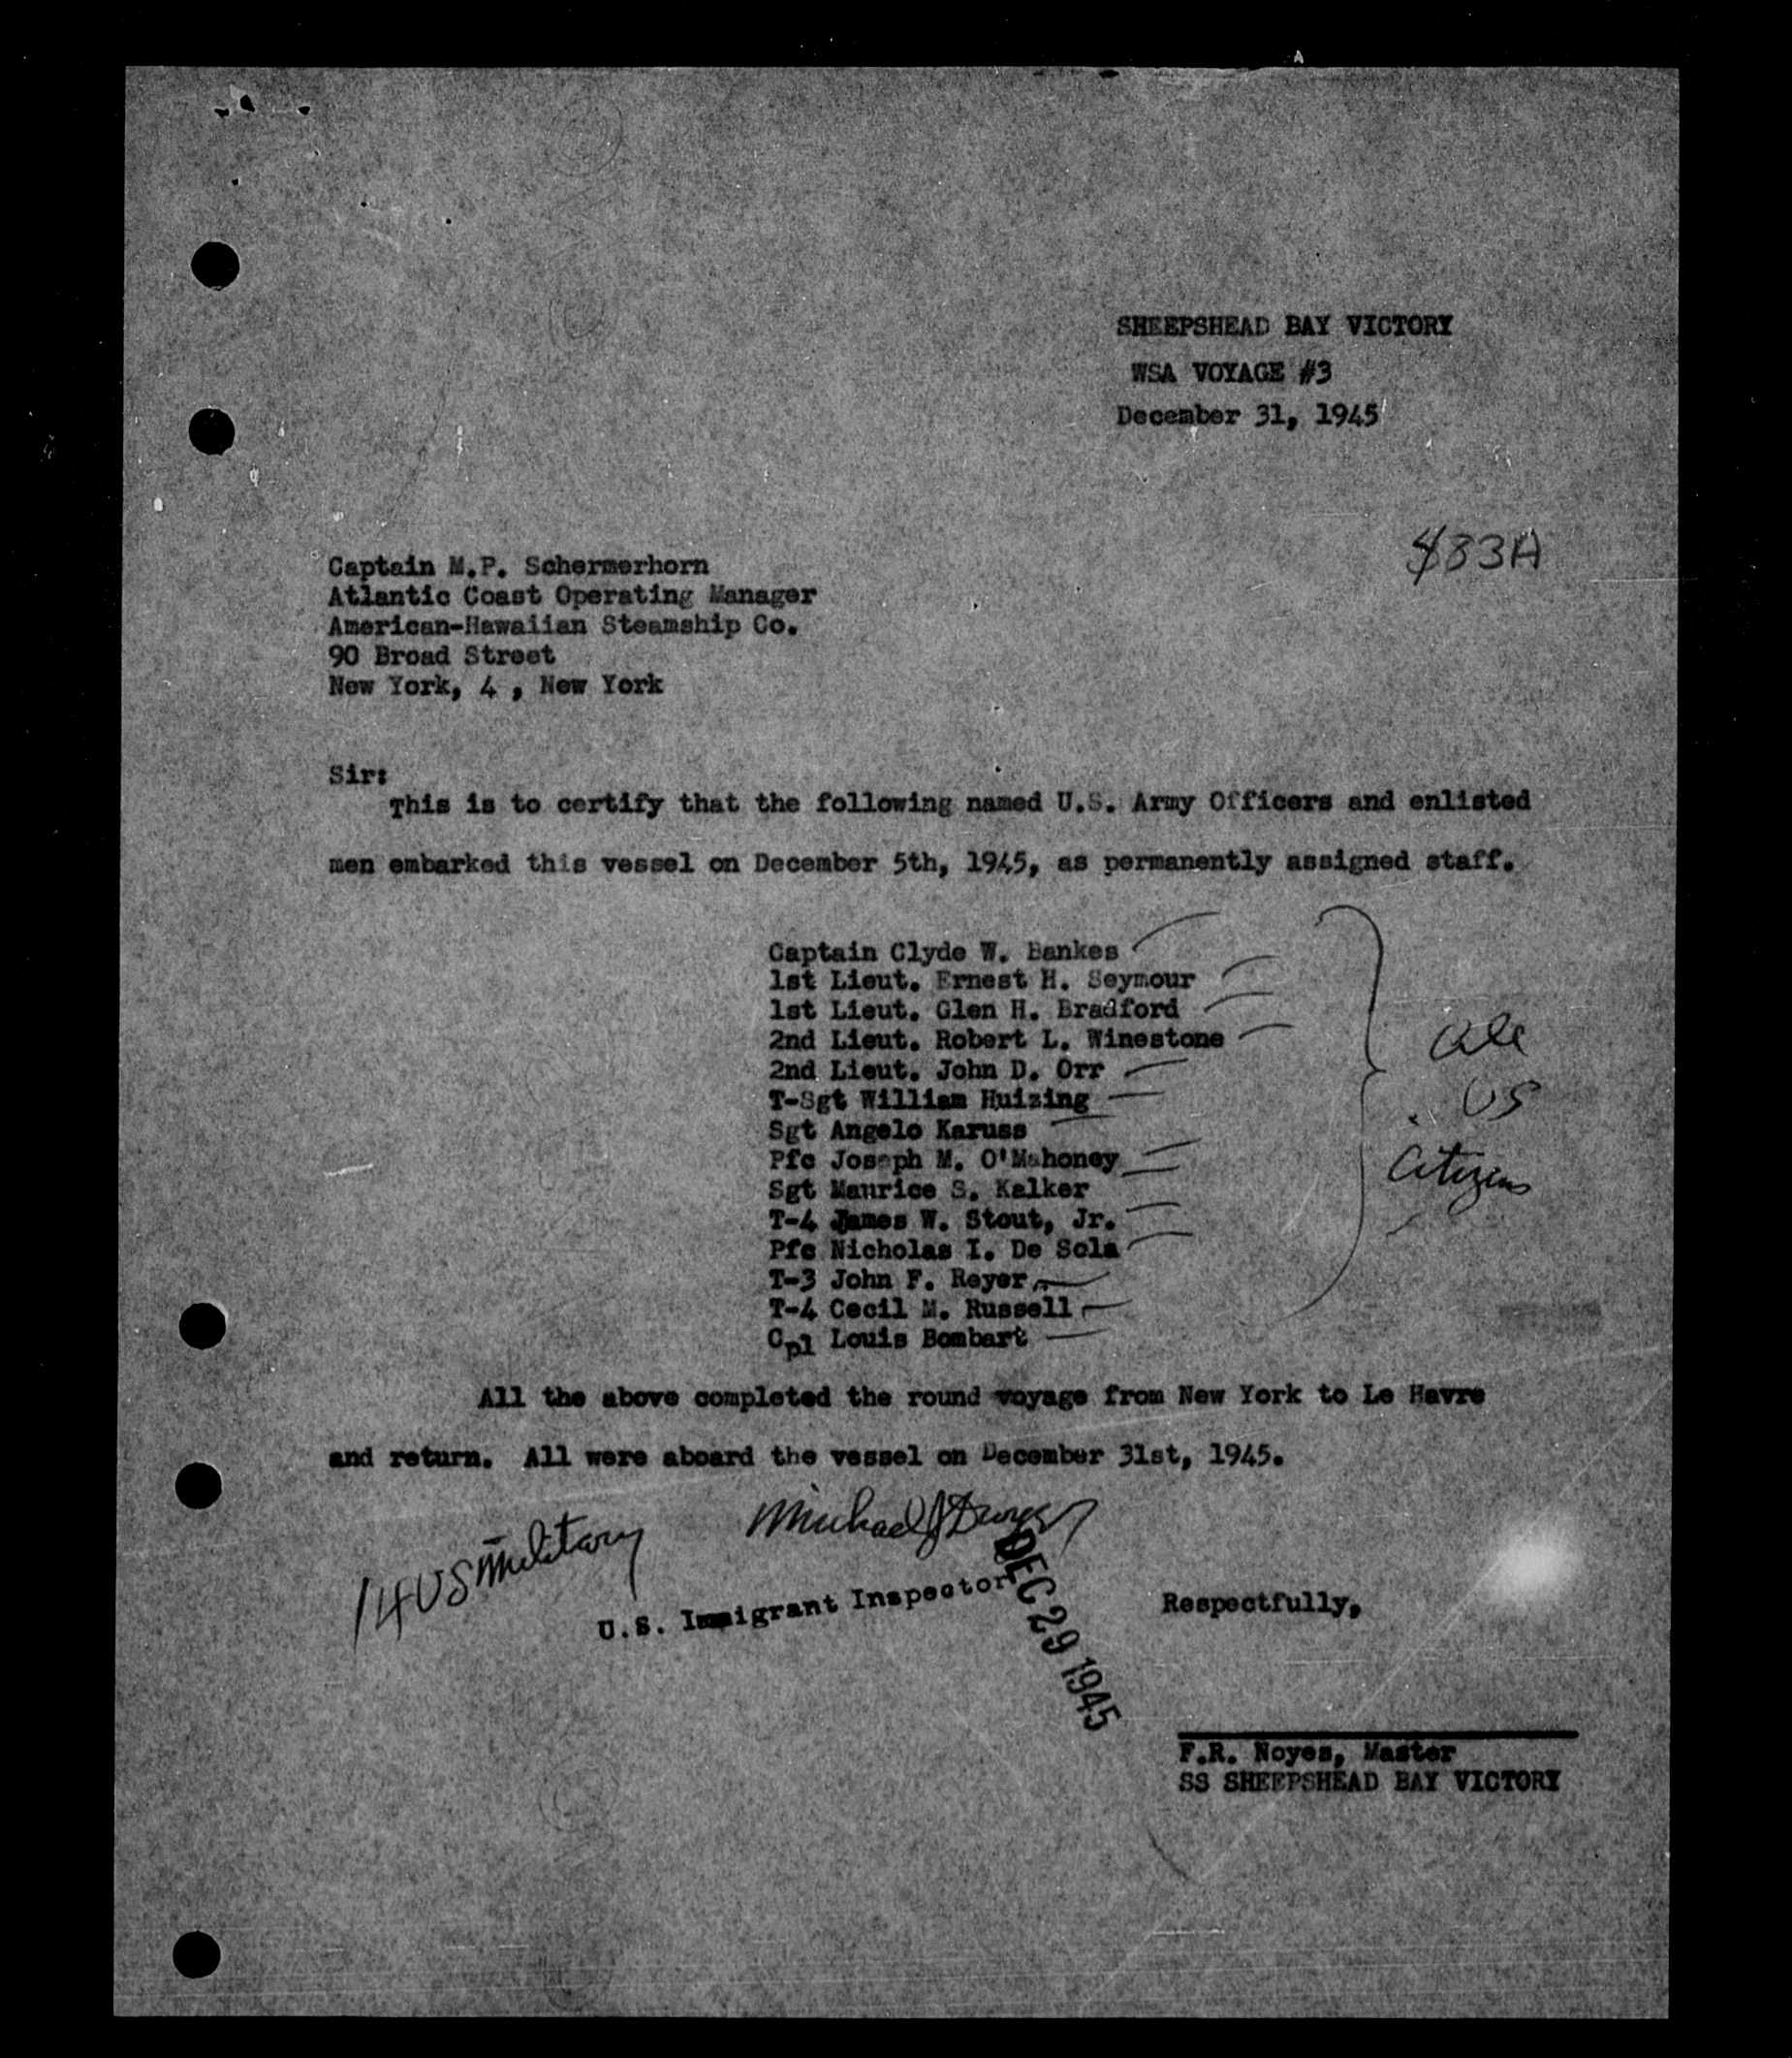 SHEEPSHEAD BAY VICTORY
WSA VOYAGE #3
December 31, 1945
Captain M.P. Schermerhorn
Atlantic Coast Operating Manager
American-Hawaiian Steamship Co.
90 Broad Street
New York, 4 , New York
Sir:
This is to certify that the following named U.S. Army Officers and enlisted
men embarked this vessel on December 5th, 1945, as permanently assigned staff.
Captain Clyde W. Bankes
1st Lieut. Ernest H. Seymour
1st Lieut. Glen H. Bradford
2nd Lieut. Robert L. Winestone
2nd Lieut. John D. Orr
T-Sgt William Huizing
Sgt Angelo Karuss
Pfc Joseph M. O'Mahoney
Sgt Maurice S. Kalker
T-4 James W. Stout, Jr.
Pfc Nicholas I. De Sola
T-3 John F. Reyer
T-4 Cecil M. Russell
Cpl Louis Bombart
all
US
Citizens
All the above completed the round voyage from New York to Le Havre
and return. All were aboard the vessel on December 31st, 1945.
14 US Military
Michael J
U.S. Immigrant Inspector
DEC 29 1945
Respectfully,
F.R. Noyes, Master
SS SHEEPSHEAD BAY VICTORY